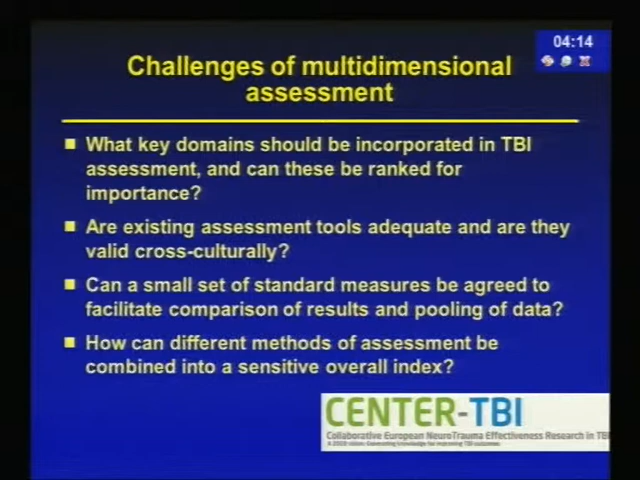 04:14
Challenges of multidimensional
assessment
What key domains should be incorporated in TBI
assessment, and can these be ranked for
importance?
Are existing assessment tools adequate and are they
valid cross-culturally?
Can a small set of standard measures be agreed to
facilitate comparison of results and pooling of data?
How can different methods of assessment be
combined into a sensitive overall index?
CENTER-TBI
Collaborative European NeuroTrauma Effectiveness Research in TBI